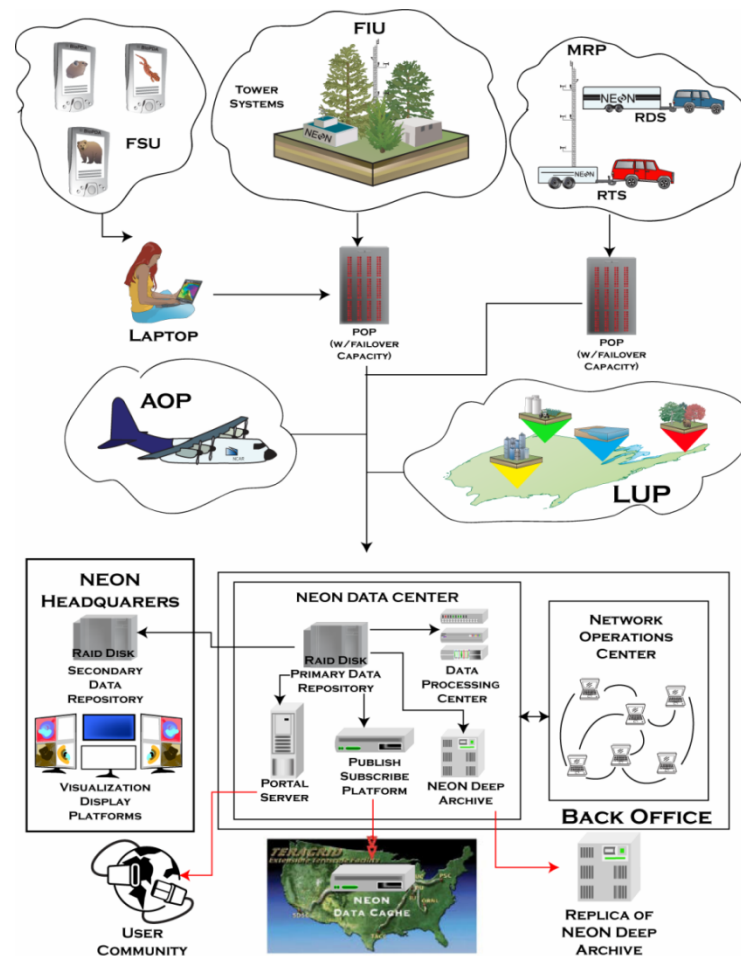 FIU
MRP
TOWER
SYSTEMS
NEON
RDS
FSU
NEON
NEON
RTS
LAPTOP
POP
(W/FAILOVER
CAPACITY)
POP
(W/FAILOVER
CAPACITY)
AOP
LUP
NEON
HEADQUARERS
RAID DISK
SECONDARY
DATA
REPOSITORY
VISUALIZATION
DISPLAY
PLATFORMS
NEON DATA CENTER
RAID DISK
PRIMARY DATA
REPOSITORY
DATA
PROCESSING
CENTER
PORTAL
SERVER
PUBLISH
SUBSCRIBE
PLATFORM
NEON DEEP
ARCHIVE
NETWORK
OPERATIONS
CENTER
BACK OFFICE
USER
COMMUNITY
TERAGRID
NEON
DATA CACHE
REPLICA OF
NEON DEEP
ARCHIVE